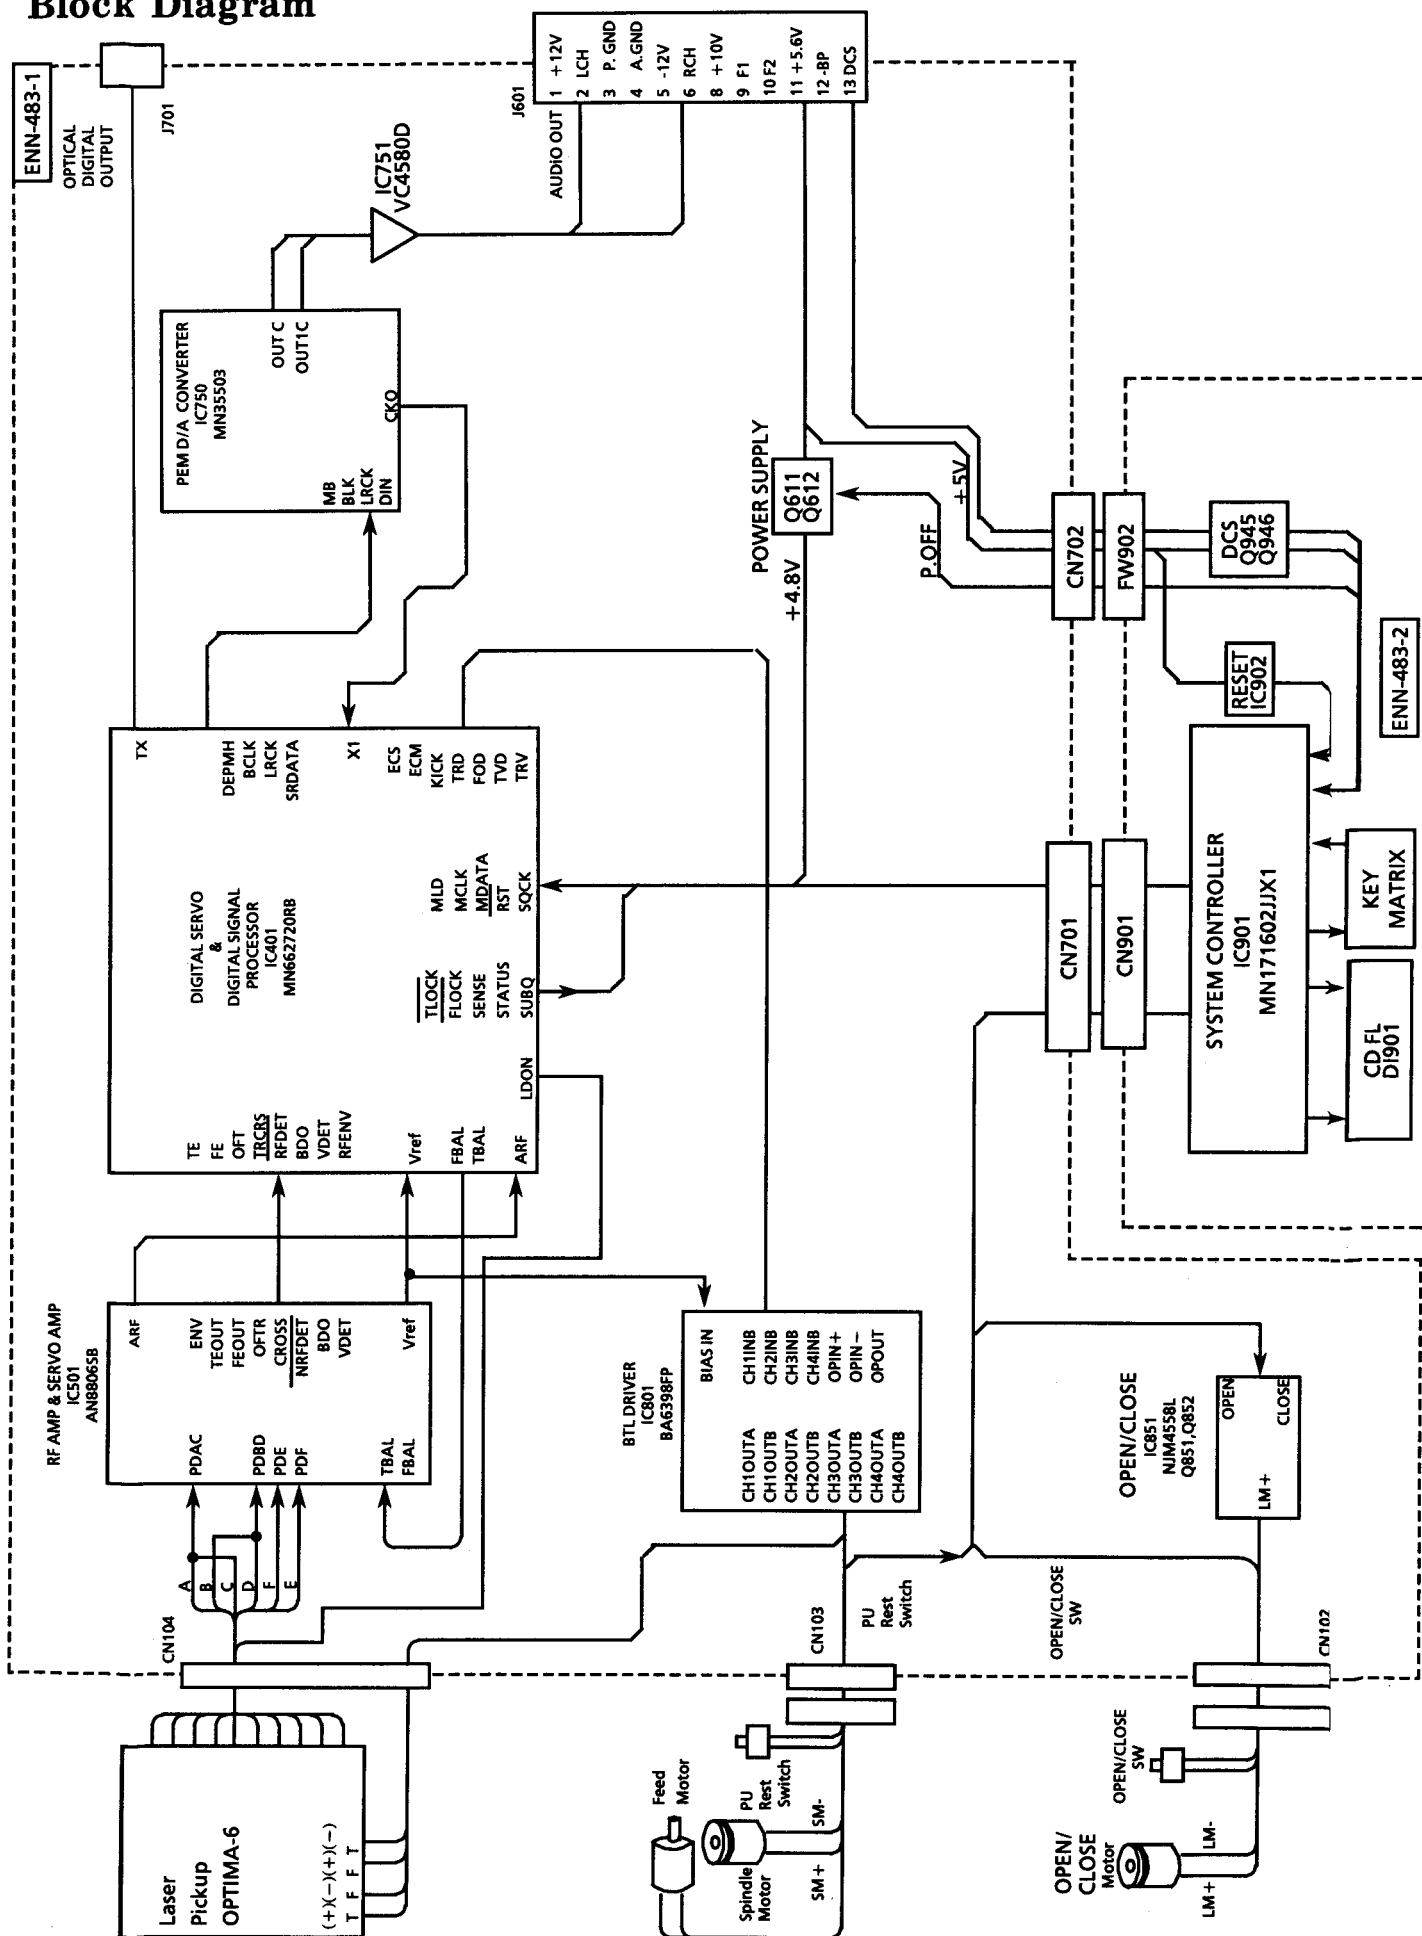 Block Diagram
ENN-483-1
OPTICAL
DIGITAL
OUTPUT
J701
J601
AUDIO OUT
1 +12V
2 LCH
3 P. GND
4 A.GND
5 -12V
6 RCH
8 +10V
9 F1
10 F2
11 +5.6V
12 -BP
13 DCS
IC751
VC4580D
PEM D/A CONVERTER
IC750
MN35503
OUT C
OUT1C
CKO
MB
BLK
LRCK
DIN
POWER SUPPLY
Q611
Q612
+4.8V
P.OFF
+5V
CN702
FW902
DCS
Q945
Q946
RESET
IC902
ENN-483-2
DIGITAL SERVO
&
DIGITAL SIGNAL
PROCESSOR
IC401
MN662720RB
TX
DEPMH
BCLK
LRCK
SRDATA
X1
ECS
ECM
KICK
TRD
FOD
TVD
TRV
MLD
MCLK
MDATA
RST
SQCK
TLOCK
FLOCK
SENSE
STATUS
SUBQ
LDON
TE
FE
OFT
TRCRS
RFDET
BDO
VDET
RFENV
Vref
FBAL
TBAL
ARF
CN701
CN901
SYSTEM CONTROLLER
IC901
MN171602JJX1
KEY
MATRIX
CD FL
DI901
RF AMP & SERVO AMP
IC501
AN8806SB
ARF
ENV
TEOUT
FEOUT
OFTR
CROSS
NRFDET
BDO
VDET
Vref
PDAC
PDBD
PDE
PDF
TBAL
FBAL
A
B
C
D
F
E
BTL DRIVER
IC801
BA6398FP
BIAS IN
CH1INB
CH2INB
CH3INB
CH4INB
OPIN+
OPIN-
OPOUT
CH1OUTA
CH1OUTB
CH2OUTA
CH2OUTB
CH3OUTA
CH3OUTB
CH4OUTA
CH4OUTB
OPEN/CLOSE
IC851
NJM4558L
Q851,Q852
OPEN
CLOSE
LM+
CN104
CN103
PU
Rest
Switch
OPEN/CLOSE
SW
CN102
Laser
Pickup
OPTIMA-6
(+)(-)(+)(-)
T F F T
Feed
Motor
Spindle
Motor
PU
Rest
Switch
SM+
SM-
OPEN/CLOSE
SW
OPEN/
CLOSE
Motor
LM+
LM-